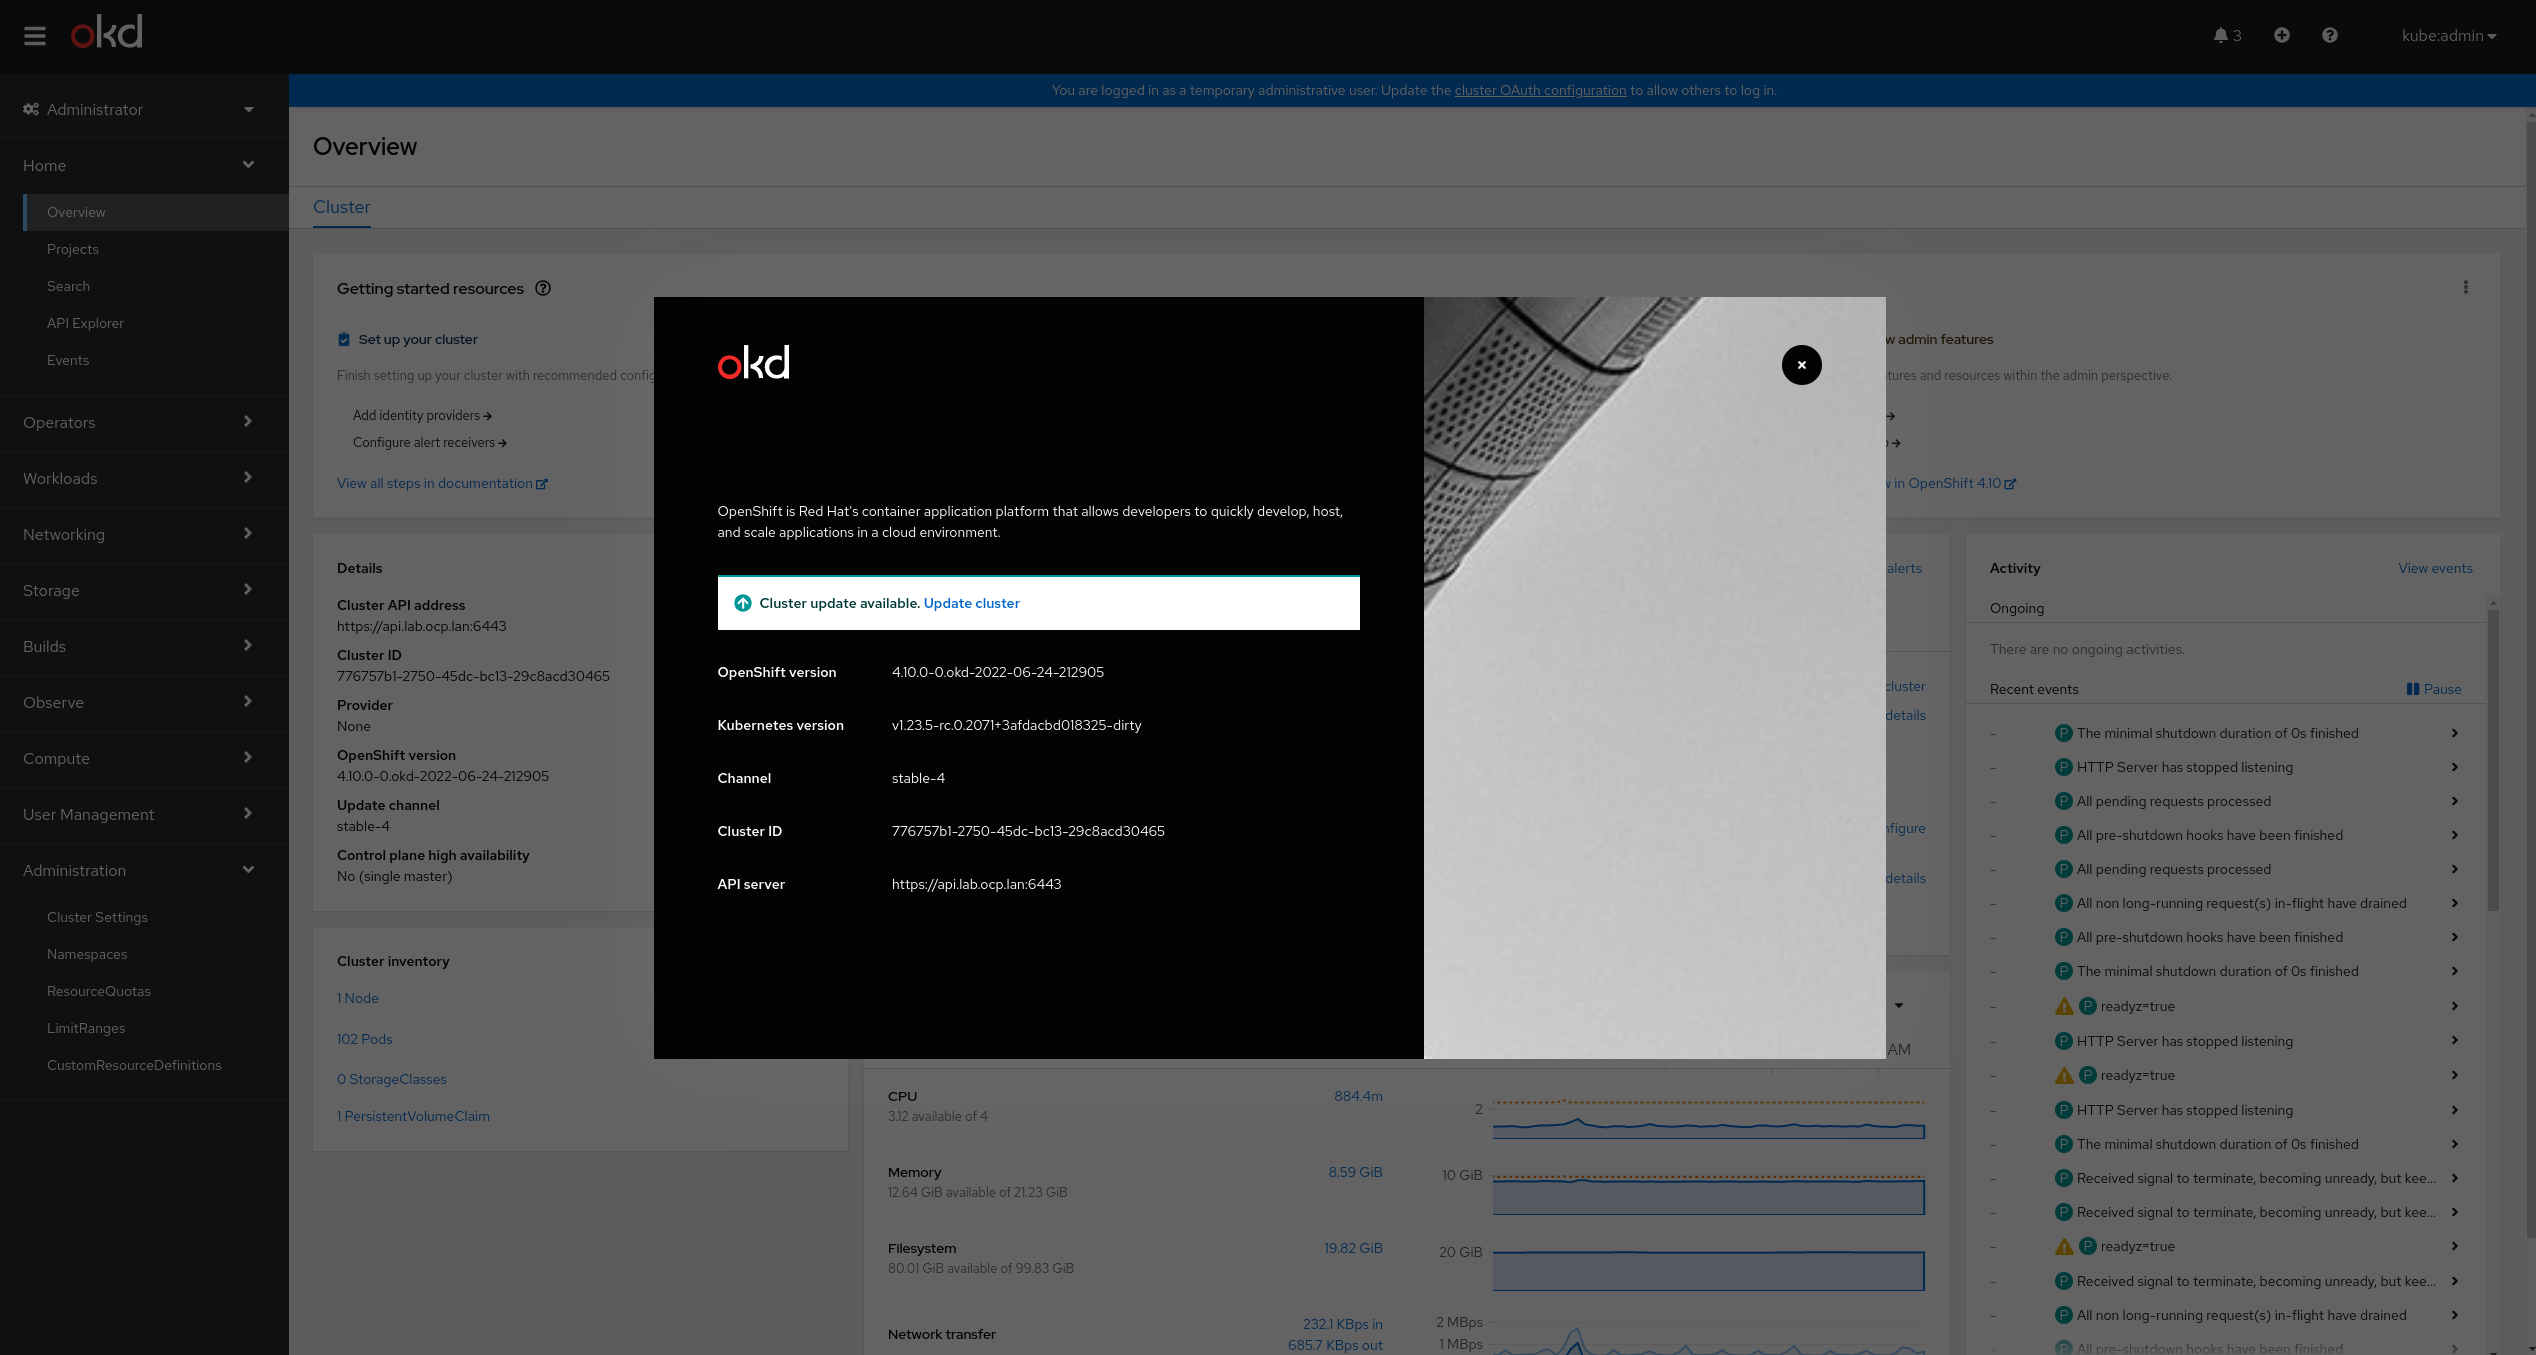 okd
3
kube:admin
You are logged in as a temporary administrative user. Update the cluster OAuth configuration to allow others to log in.
Administrator
Home
Overview
Projects
Search
API Explorer
Events
Operators
Workloads
Networking
Storage
Builds
Observe
Compute
User Management
Administration
Cluster Settings
Namespaces
ResourceQuotas
LimitRanges
CustomResourceDefinitions
Overview
Cluster
Getting started resources
Set up your cluster
Finish setting up your cluster with recommended config
Add identity providers
Configure alert receivers
View all steps in documentation
admin features
and resources within the admin perspective.
in OpenShift 4.10
Details
Cluster API address
https://api.lab.ocp.lan:6443
Cluster ID
776757b1-2750-45dc-bc13-29c8acd30465
Provider
None
OpenShift version
4.10.0-0.okd-2022-06-24-212905
Update channel
stable-4
Control plane high availability
No (single master)
Cluster inventory
1 Node
102 Pods
0 StorageClasses
1 PersistentVolumeClaim
okd
OpenShift is Red Hat's container application platform that allows developers to quickly develop, host,
and scale applications in a cloud environment.
Cluster update available. Update cluster
OpenShift version 4.10.0-0.okd-2022-06-24-212905
Kubernetes version v1.23.5-rc.0.2071+3afdacbd018325-dirty
Channel stable-4
Cluster ID 776757b1-2750-45dc-bc13-29c8acd30465
API server https://api.lab.ocp.lan:6443
alerts
cluster
details
nfigure
details
AM
CPU 884.4m
3.12 available of 4
2
Memory 8.59 GiB
12.64 GiB available of 21.23 GiB
10 GiB
Filesystem 19.82 GiB
80.01 GiB available of 99.83 GiB
20 GiB
Network transfer
232.1 KBps in
685.7 KBps out
2 MBps
1 MBps
Activity View events
Ongoing
There are no ongoing activities.
Recent events Pause
- P The minimal shutdown duration of 0s finished
- P HTTP Server has stopped listening
- P All pending requests processed
- P All pre-shutdown hooks have been finished
- P All pending requests processed
- P All non long-running request(s) in-flight have drained
- P All pre-shutdown hooks have been finished
- P The minimal shutdown duration of 0s finished
- P readyz=true
- P HTTP Server has stopped listening
- P readyz=true
- P HTTP Server has stopped listening
- P The minimal shutdown duration of 0s finished
- P Received signal to terminate, becoming unready, but kee...
- P Received signal to terminate, becoming unready, but kee...
- P readyz=true
- P Received signal to terminate, becoming unready, but kee...
- P All non long-running request(s) in-flight have drained
- P All pre-shutdown hooks have been finished